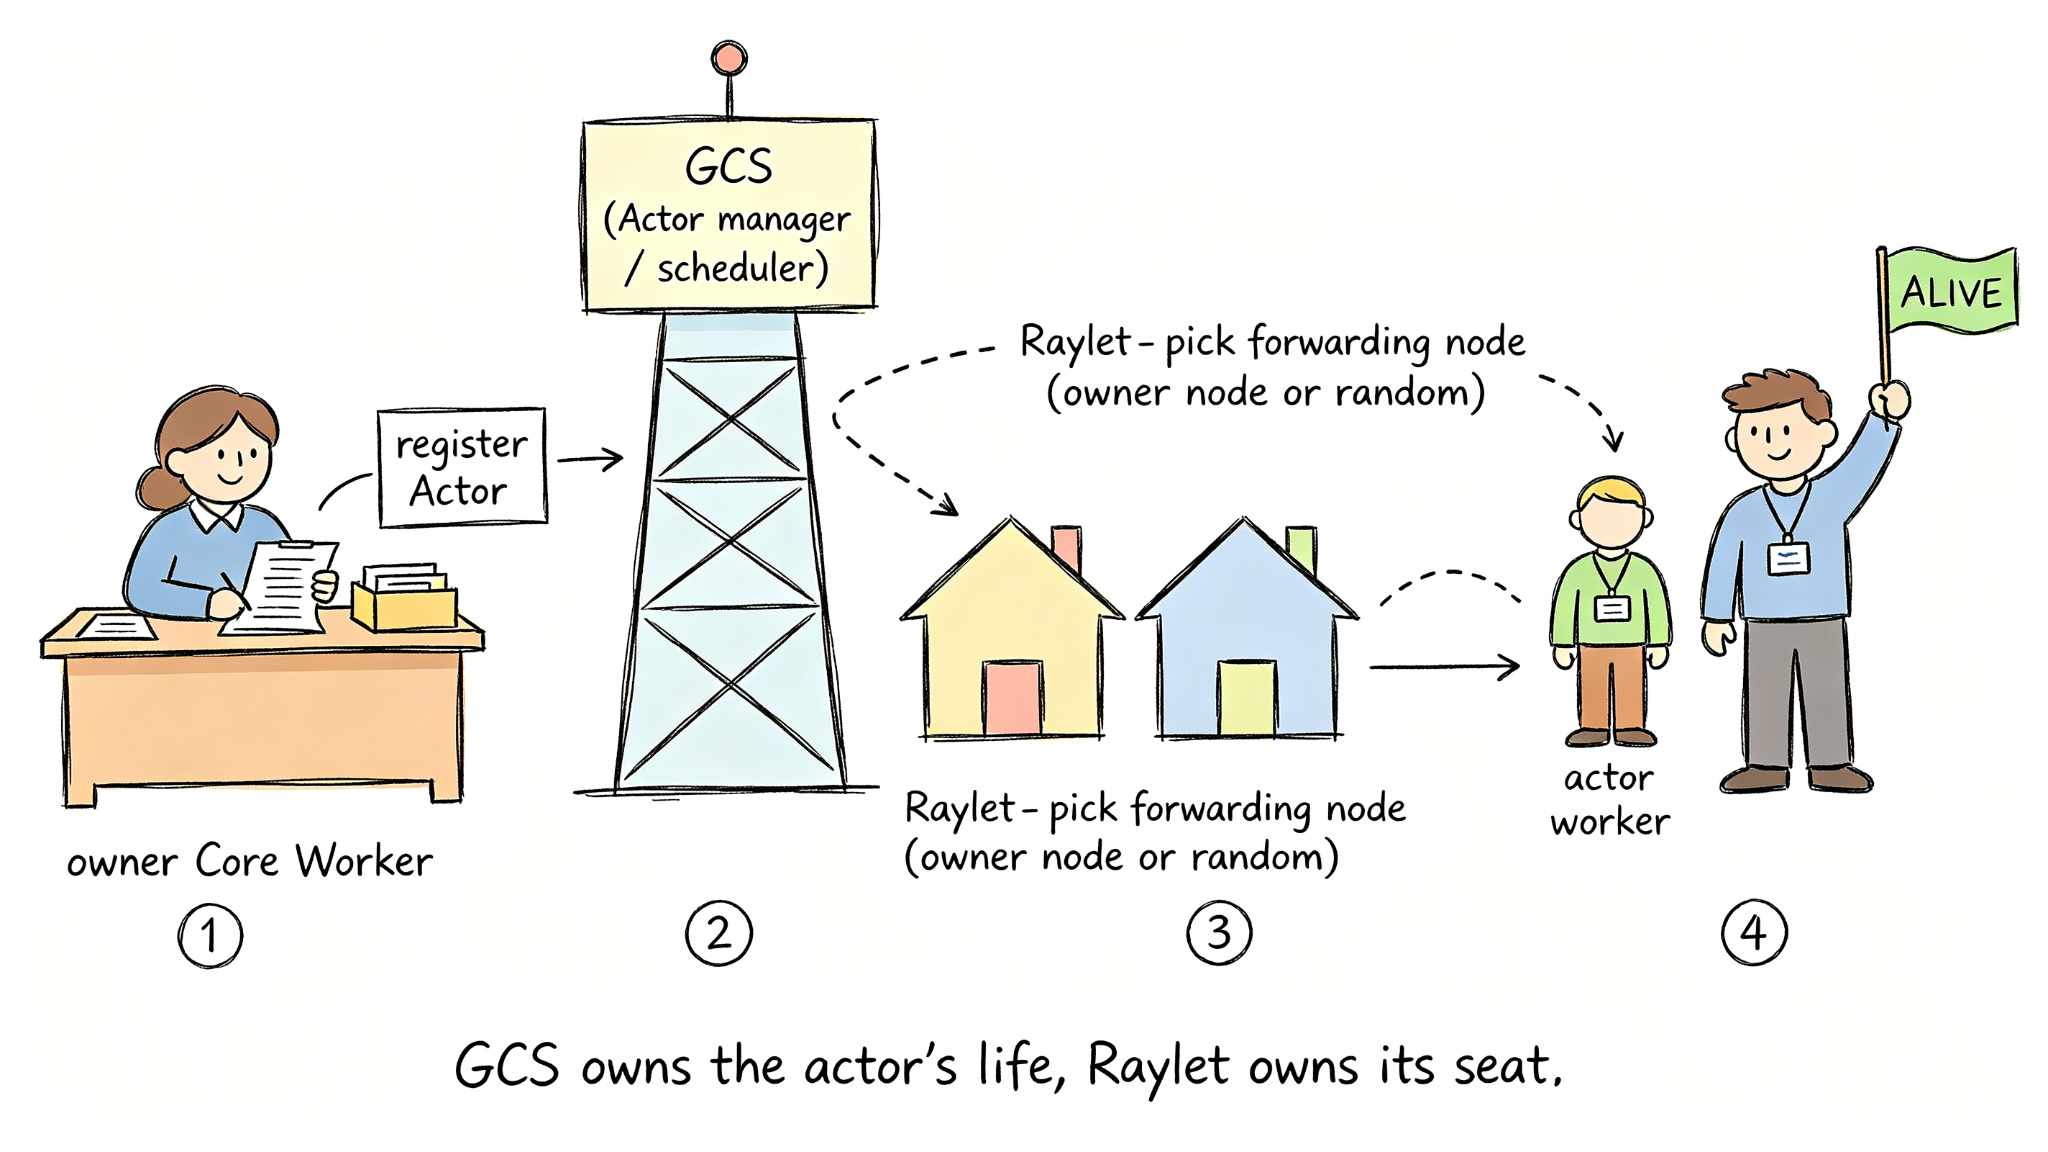 GCS
(Actor manager
/ scheduler)
ALIVE
Raylet – pick forwarding node
(owner node or random)
register
Actor
actor
worker
Raylet – pick forwarding node
(owner node or random)
owner Core Worker
1
2
3
4
GCS owns the actor's life, Raylet owns its seat.